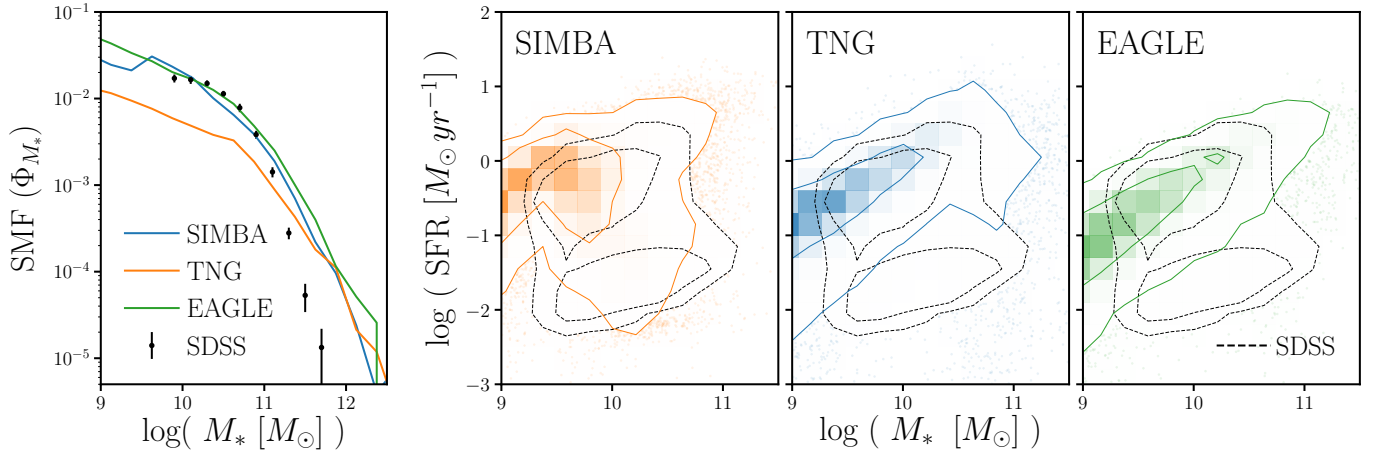 SMF (Φ_{M_*})
10^{-1}
10^{-2}
10^{-3}
10^{-4}
10^{-5}
SIMBA
TNG
EAGLE
SDSS
9 10 11 12
log( M_* [M_⊙] )
log ( SFR [M_⊙ yr^{-1}] )
2
1
0
−1
−2
−3
SIMBA
TNG
EAGLE
SDSS
9 10 11
9 10 11
9 10 11
log ( M_* [M_⊙] )